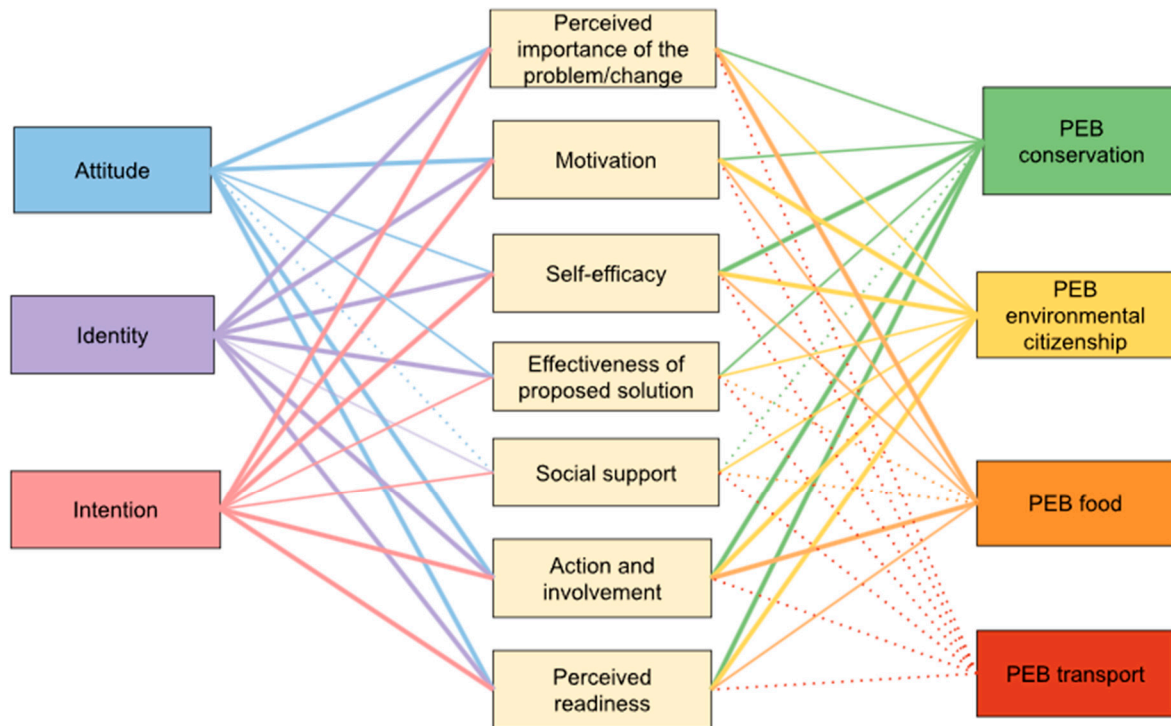 Perceived
importance of the
problem/change
Attitude
Motivation
PEB
conservation
Self-efficacy
Identity
PEB
environmental
citizenship
Effectiveness of
proposed solution
Social support
Intention
PEB food
Action and
involvement
Perceived
readiness
PEB transport